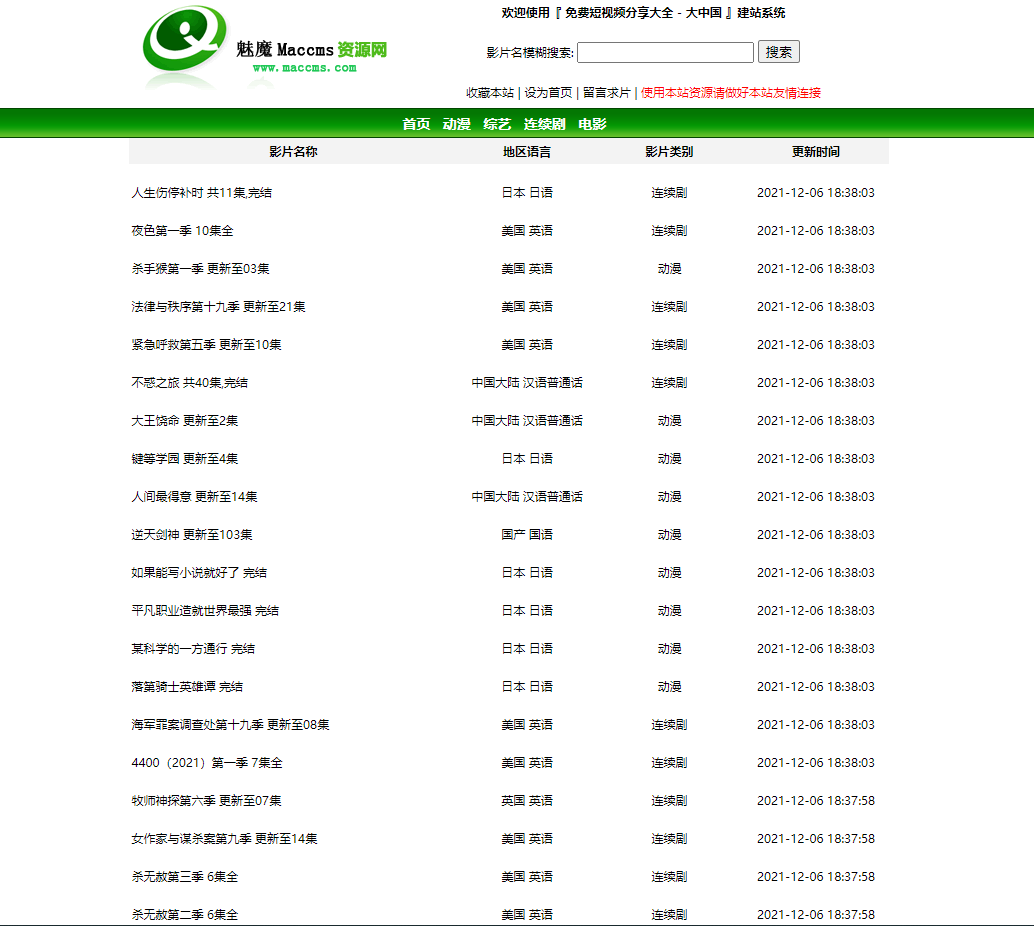 欢迎使用『 免费短视频分享大全 - 大中国 』建站系统
魅魔 Maccms 资源网
www.maccms.com
影片名模糊搜索: 搜索
收藏本站 | 设为首页 | 留言求片 | 使用本站资源请做好本站友情连接
首页 动漫 综艺 连续剧 电影
影片名称 地区语言 影片类别 更新时间
人生伤停补时 共11集,完结 日本 日语 连续剧 2021-12-06 18:38:03
夜色第一季 10集全 美国 英语 连续剧 2021-12-06 18:38:03
杀手猴第一季 更新至03集 美国 英语 动漫 2021-12-06 18:38:03
法律与秩序第十九季 更新至21集 美国 英语 连续剧 2021-12-06 18:38:03
紧急呼救第五季 更新至10集 美国 英语 连续剧 2021-12-06 18:38:03
不惑之旅 共40集,完结 中国大陆 汉语普通话 连续剧 2021-12-06 18:38:03
大王饶命 更新至2集 中国大陆 汉语普通话 动漫 2021-12-06 18:38:03
键等学园 更新至4集 日本 日语 动漫 2021-12-06 18:38:03
人间最得意 更新至14集 中国大陆 汉语普通话 动漫 2021-12-06 18:38:03
逆天剑神 更新至103集 国产 国语 动漫 2021-12-06 18:38:03
如果能写小说就好了 完结 日本 日语 动漫 2021-12-06 18:38:03
平凡职业造就世界最强 完结 日本 日语 动漫 2021-12-06 18:38:03
某科学的一方通行 完结 日本 日语 动漫 2021-12-06 18:38:03
落第骑士英雄谭 完结 日本 日语 动漫 2021-12-06 18:38:03
海军罪案调查处第十九季 更新至08集 美国 英语 连续剧 2021-12-06 18:38:03
4400（2021）第一季 7集全 美国 英语 连续剧 2021-12-06 18:38:03
牧师神探第六季 更新至07集 英国 英语 连续剧 2021-12-06 18:37:58
女作家与谋杀案第九季 更新至14集 美国 英语 连续剧 2021-12-06 18:37:58
杀无赦第三季 6集全 美国 英语 连续剧 2021-12-06 18:37:58
杀无赦第二季 6集全 美国 英语 连续剧 2021-12-06 18:37:58